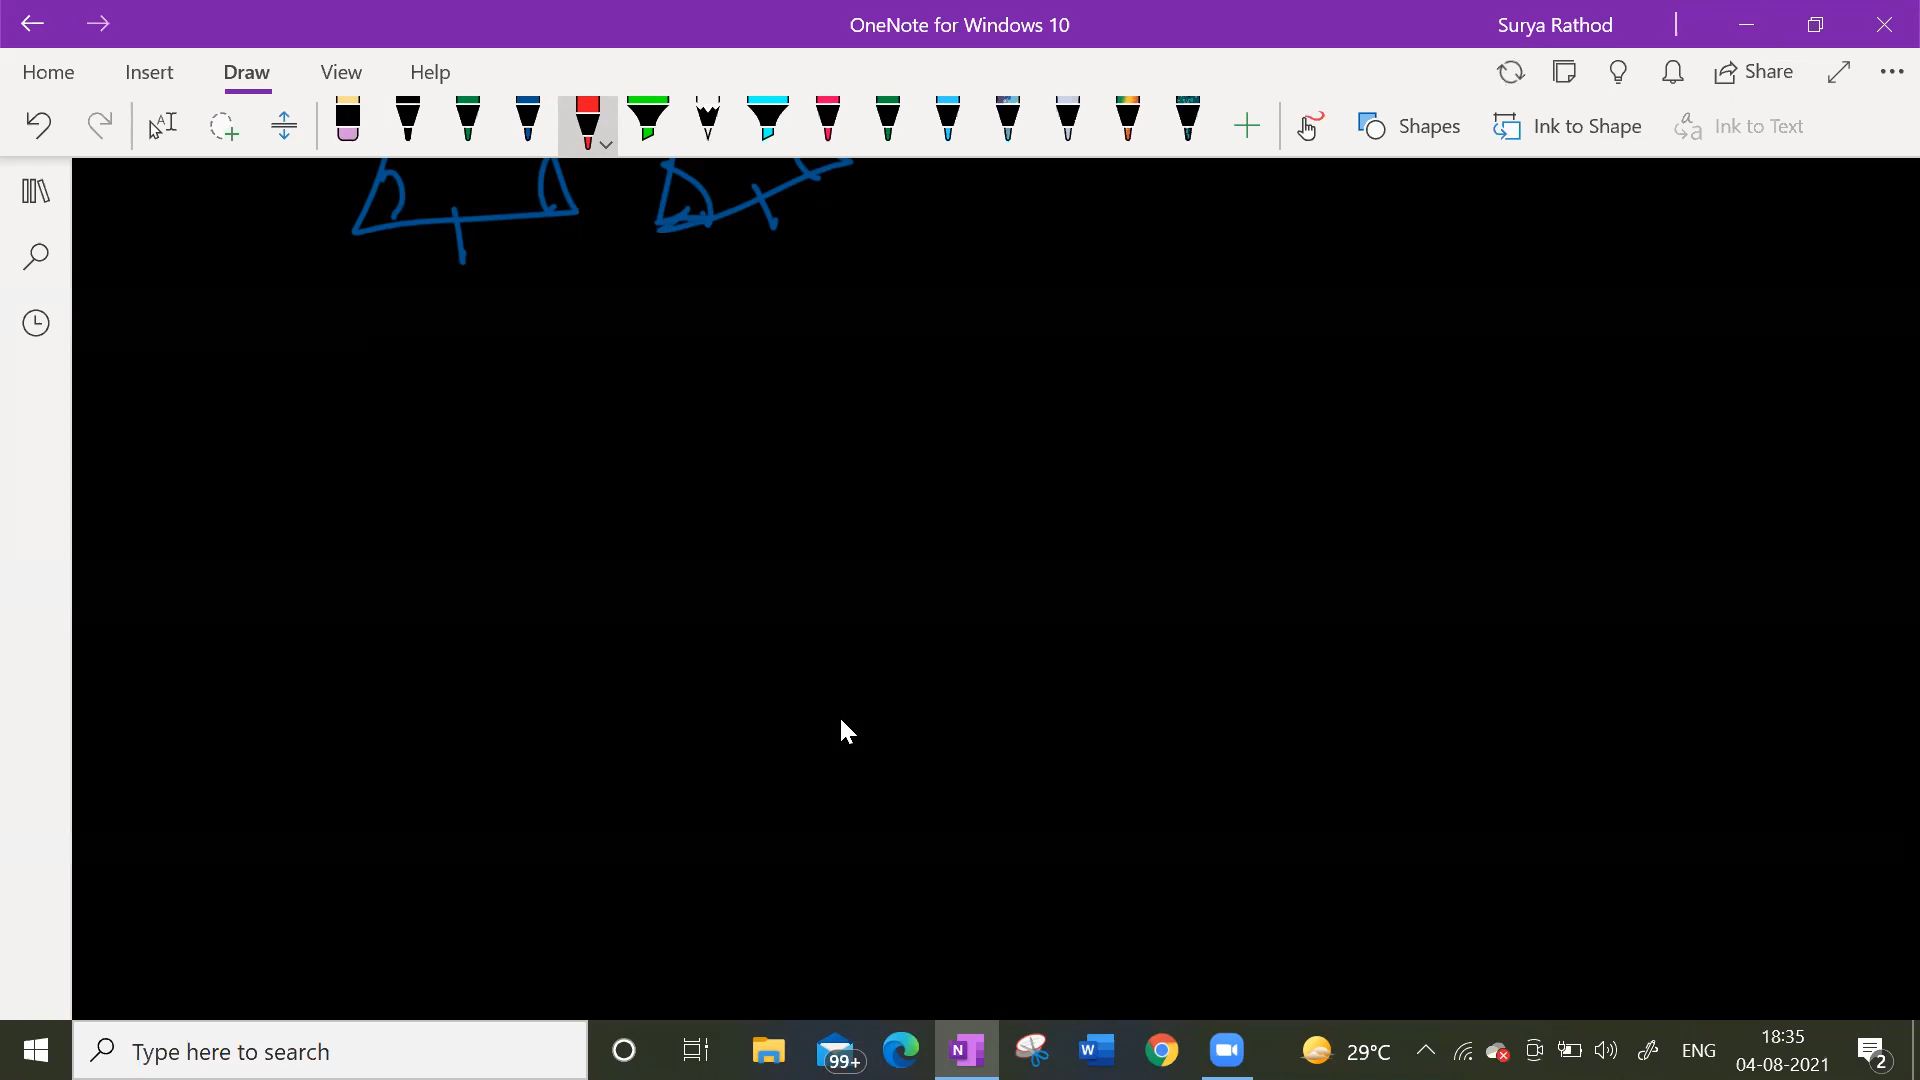 OneNote for Windows 10
Surya Rathod
Home Insert Draw View Help
Share
Shapes
Ink to Shape
Ink to Text
Type here to search
99+
29°C
ENG
18:35
04-08-2021
2